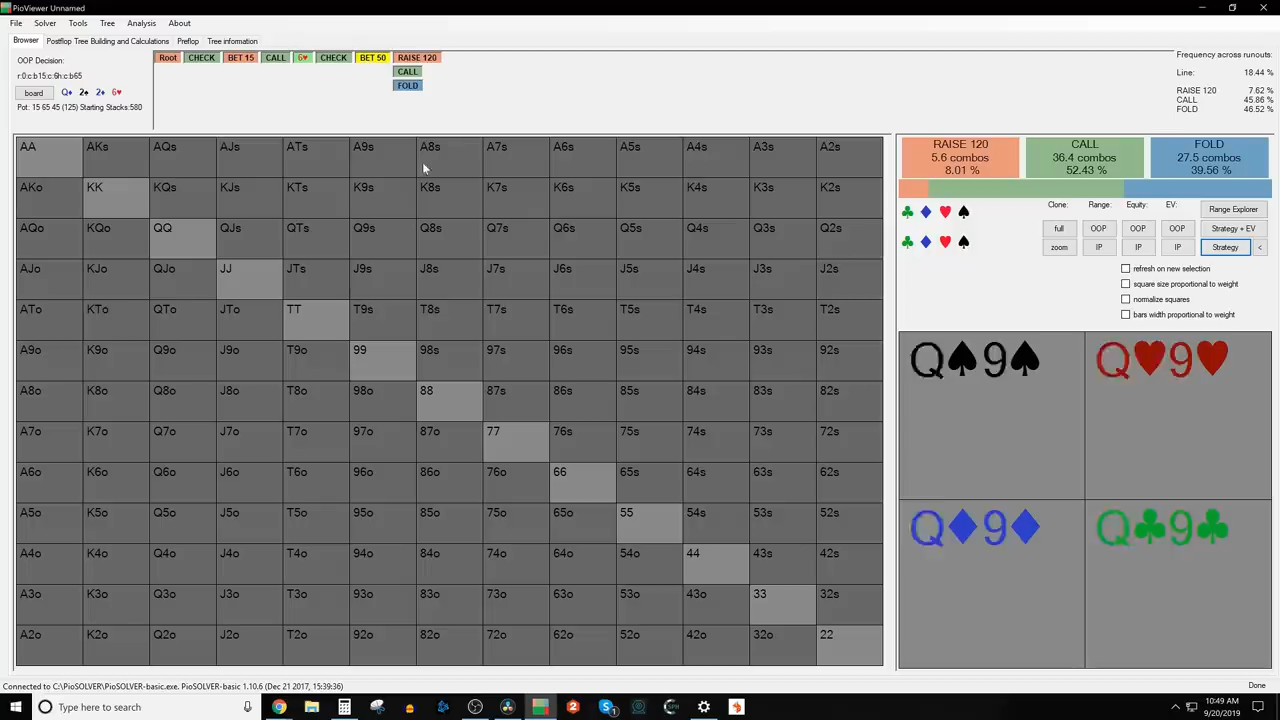 PioViewer Unnamed
File Solver Tools Tree Analysis About
Browser Postflop Tree Building and Calculations Preflop Tree information
OOP Decision:
r:0:c:b15:c:6h:c:b65
board Q♦ 2♠ 2♦ 6♥
Pot: 15 65 45 (125) Starting Stacks:580
Root CHECK BET 15 CALL 6♥ CHECK BET 50 RAISE 120
CALL
FOLD
Frequency across runouts:
Line: 18.44 %
RAISE 120 7.62 %
CALL 45.86 %
FOLD 46.52 %
AA AKs AQs AJs ATs A9s A8s A7s A6s A5s A4s A3s A2s
AKo KK KQs KJs KTs K9s K8s K7s K6s K5s K4s K3s K2s
AQo KQo QQ QJs QTs Q9s Q8s Q7s Q6s Q5s Q4s Q3s Q2s
AJo KJo QJo JJ JTs J9s J8s J7s J6s J5s J4s J3s J2s
ATo KTo QTo JTo TT T9s T8s T7s T6s T5s T4s T3s T2s
A9o K9o Q9o J9o T9o 99 98s 97s 96s 95s 94s 93s 92s
A8o K8o Q8o J8o T8o 98o 88 87s 86s 85s 84s 83s 82s
A7o K7o Q7o J7o T7o 97o 87o 77 76s 75s 74s 73s 72s
A6o K6o Q6o J6o T6o 96o 86o 76o 66 65s 64s 63s 62s
A5o K5o Q5o J5o T5o 95o 85o 75o 65o 55 54s 53s 52s
A4o K4o Q4o J4o T4o 94o 84o 74o 64o 54o 44 43s 42s
A3o K3o Q3o J3o T3o 93o 83o 73o 63o 53o 43o 33 32s
A2o K2o Q2o J2o T2o 92o 82o 72o 62o 52o 42o 32o 22
RAISE 120 CALL FOLD
5.6 combos 36.4 combos 27.5 combos
8.01 % 52.43 % 39.56 %
♣ ♦ ♥ ♠ Clone: Range: Equity: EV: Range Explorer
full OOP OOP OOP Strategy + EV
♣ ♦ ♥ ♠ zoom IP IP IP Strategy <
refresh on new selection
square size proportional to weight
normalize squares
bars width proportional to weight
Q♠9♠ Q♥9♥
Q♦9♦ Q♣9♣
Connected to C:\PioSOLVER\PioSOLVER-basic.exe. PioSOLVER-basic 1.10.6 (Dec 21 2017, 15:39:36) Done
Type here to search
10:49 AM
9/20/2019